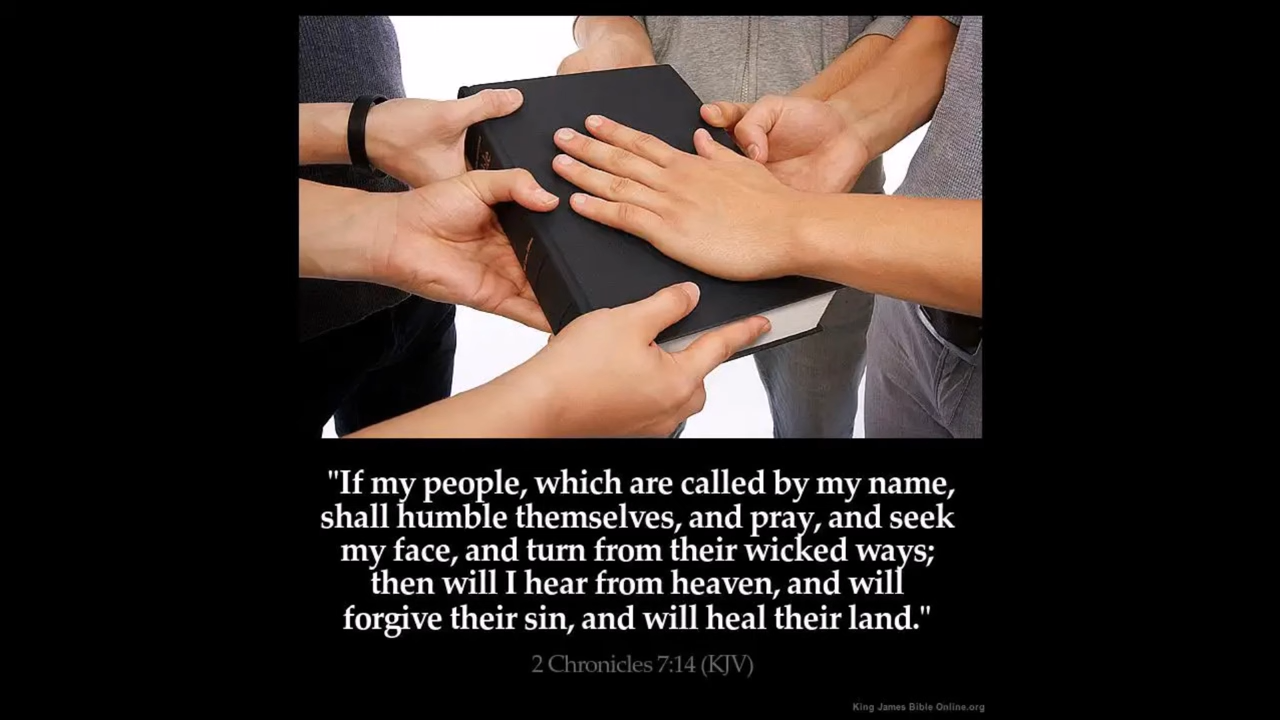 "If my people, which are called by my name,
shall humble themselves, and pray, and seek
my face, and turn from their wicked ways;
then will I hear from heaven, and will
forgive their sin, and will heal their land."
2 Chronicles 7:14 (KJV)
King James Bible Online.org